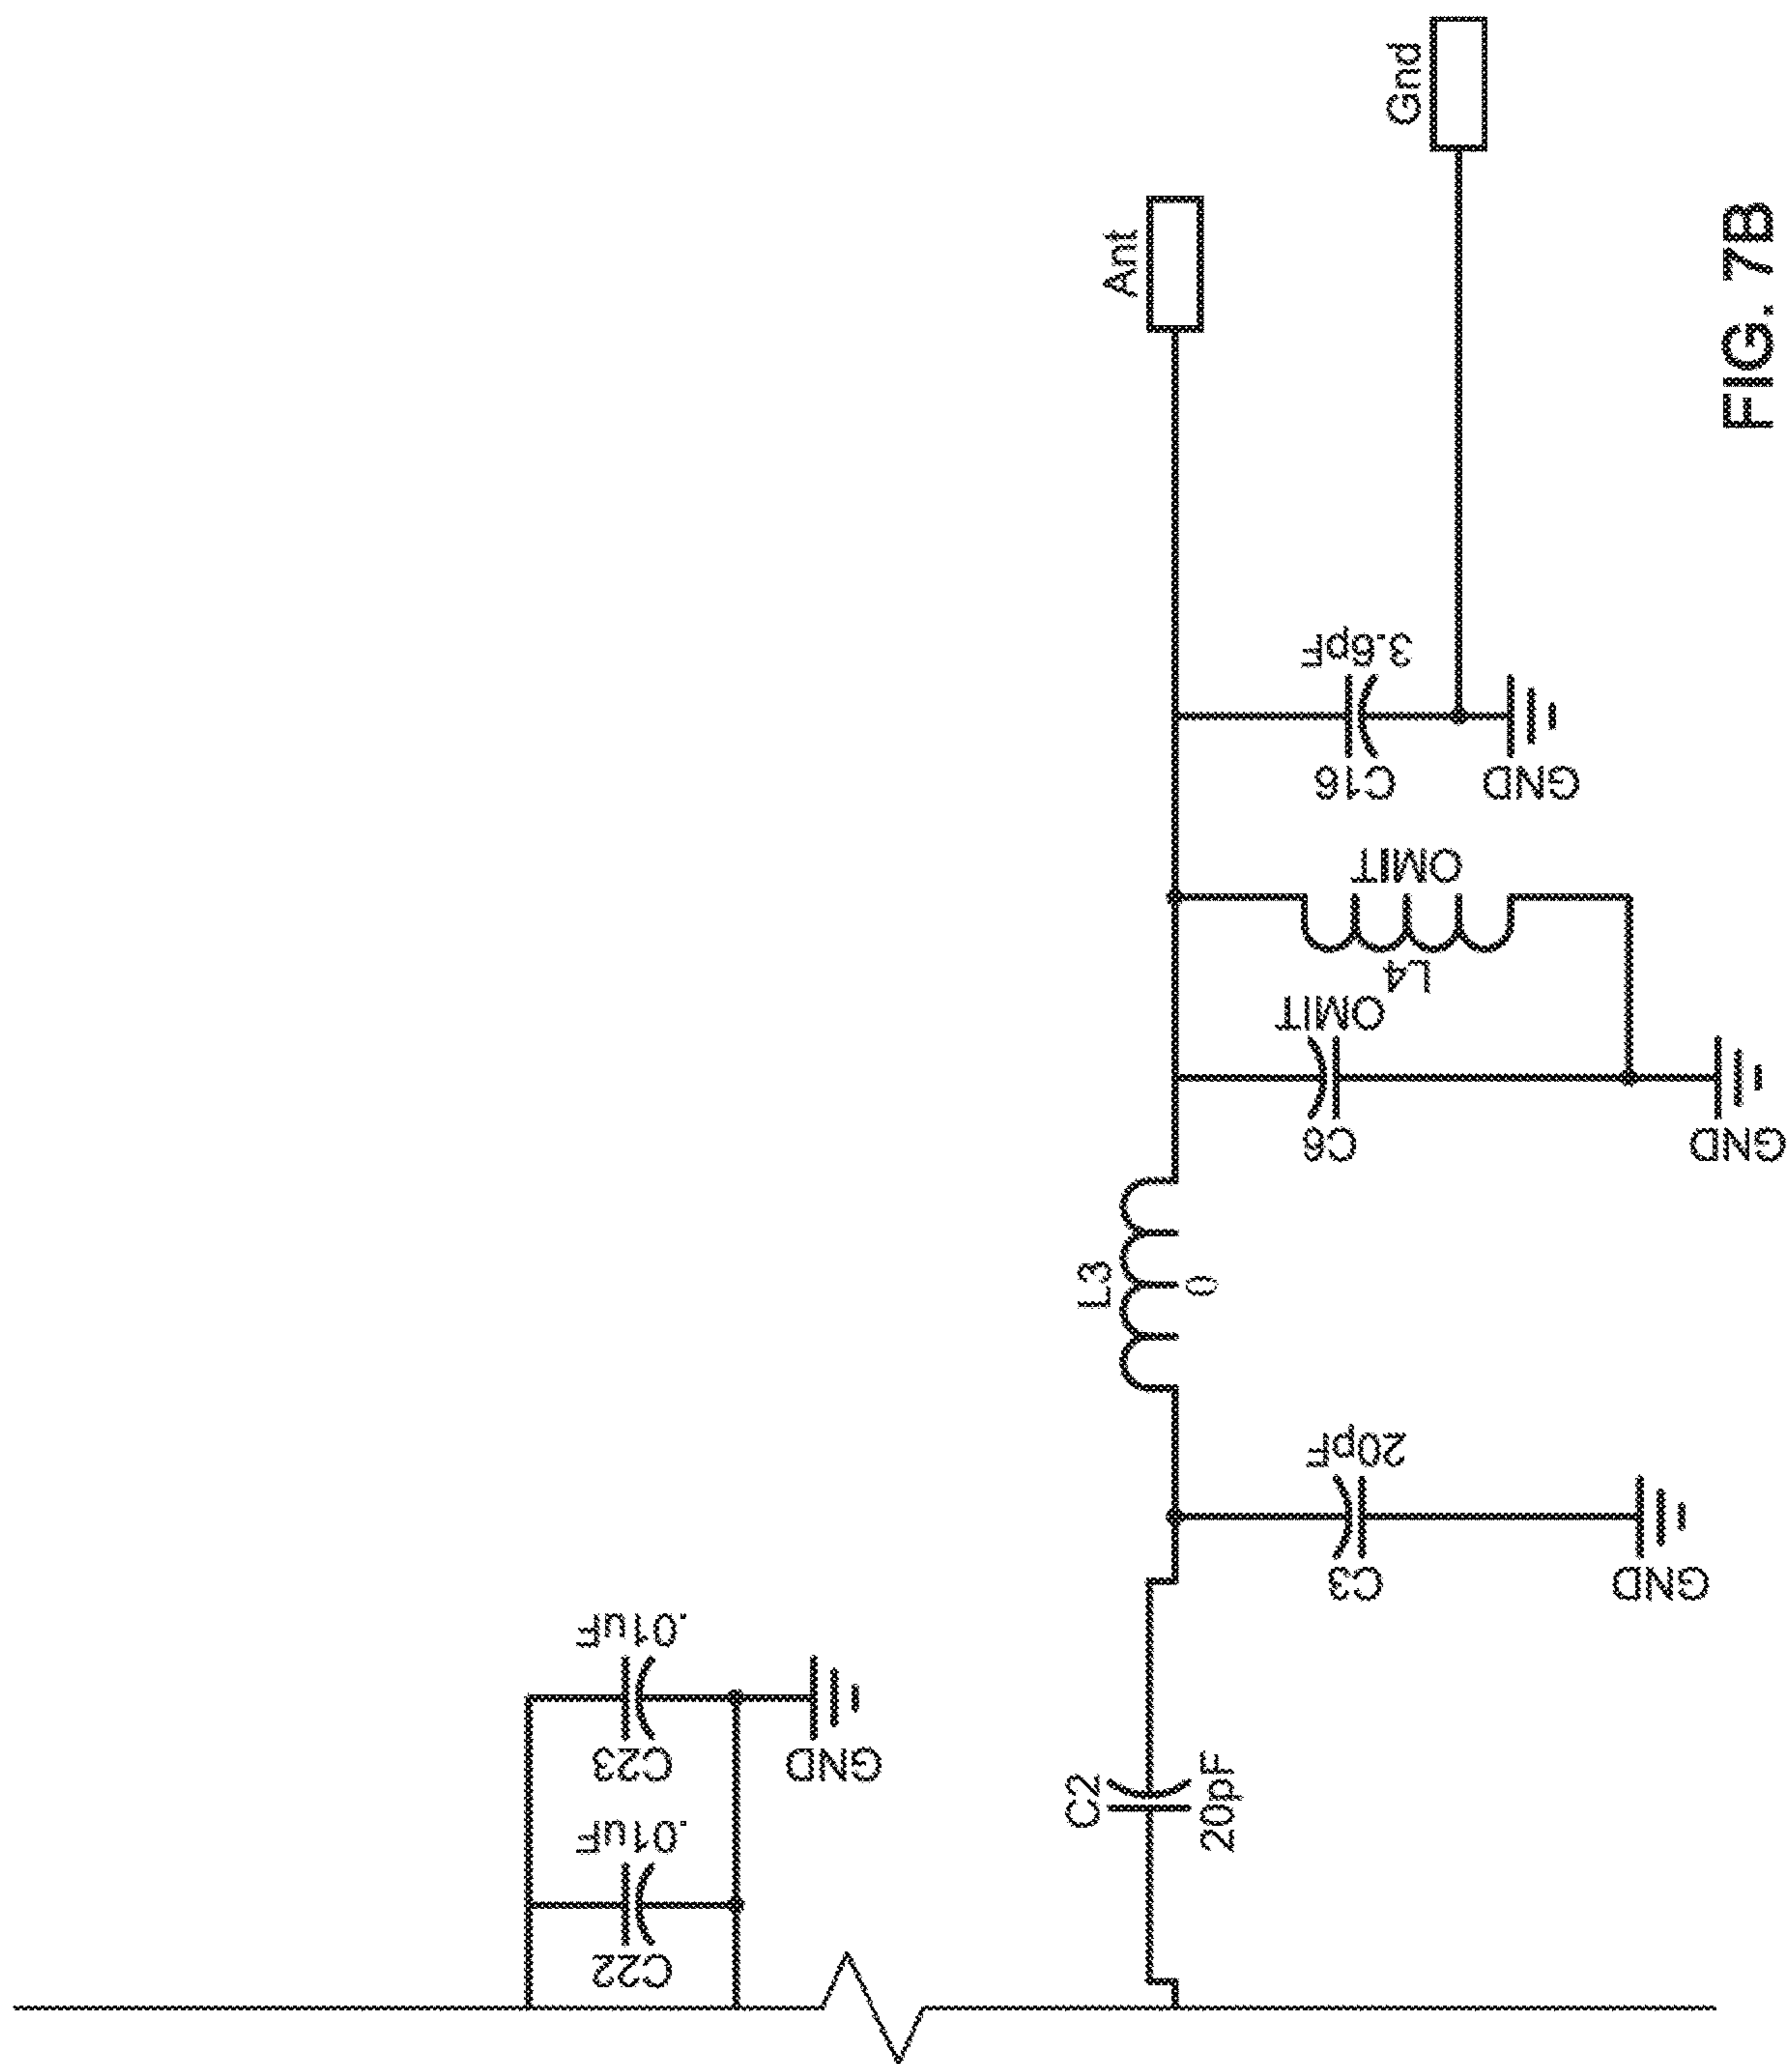 C22
.01uF
C23
.01uF
GND
C2
20pF
C3
20pF
GND
L3
0
C6
OMIT
L4
OMIT
GND
C16
3.6pF
GND
Ant
Gnd
FIG. 7B